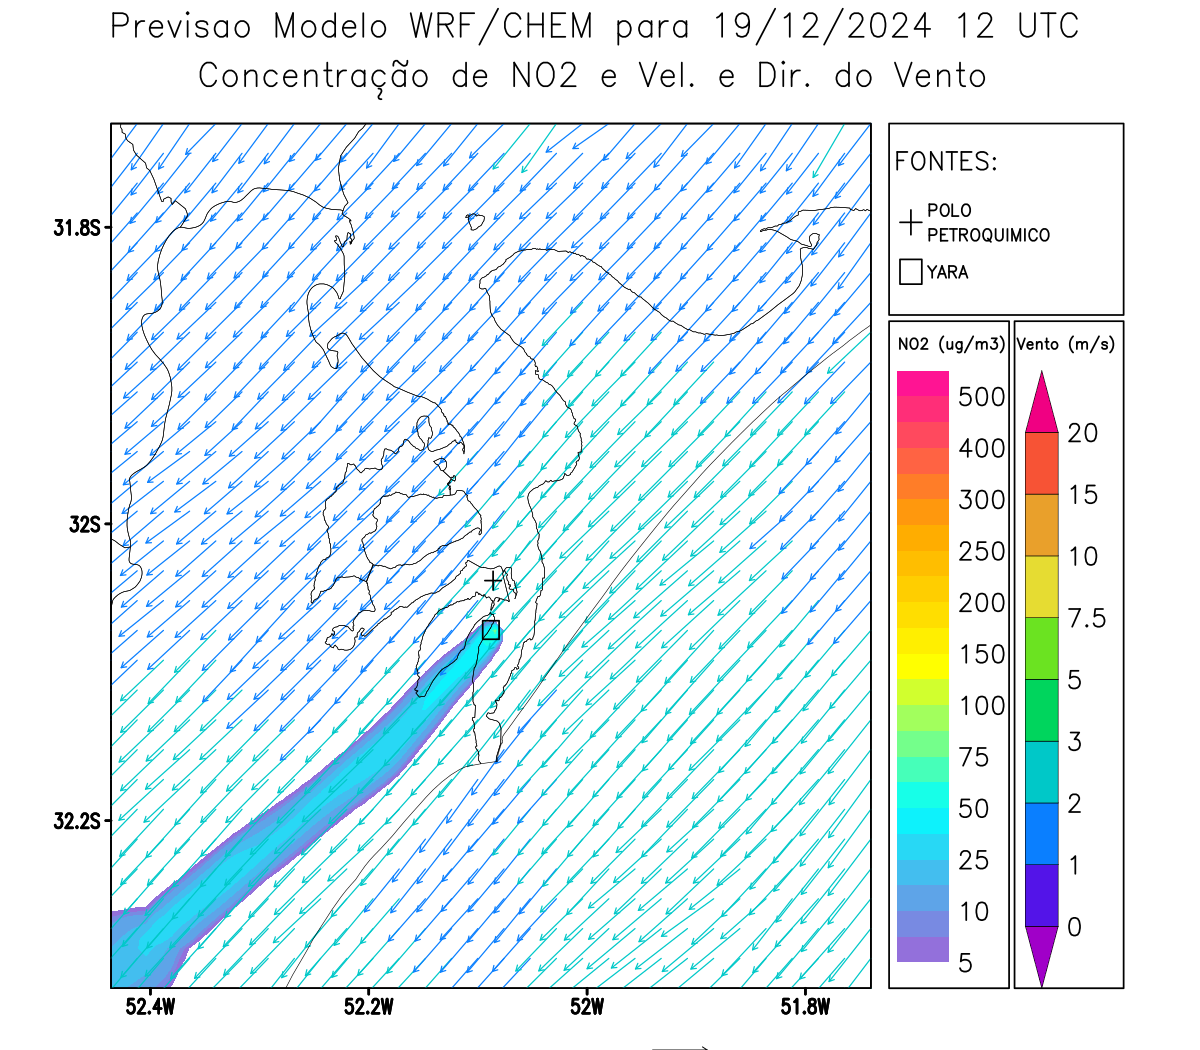 Previsao Modelo WRF/CHEM para 19/12/2024 12 UTC
Concentração de NO2 e Vel. e Dir. do Vento
FONTES:
POLO
PETROQUIMICO
YARA
NO2 (ug/m3)
500
400
300
250
200
150
100
75
50
25
10
5
Vento (m/s)
20
15
10
7.5
5
3
2
1
0
31.8S
32S
32.2S
52.4W
52.2W
52W
51.8W